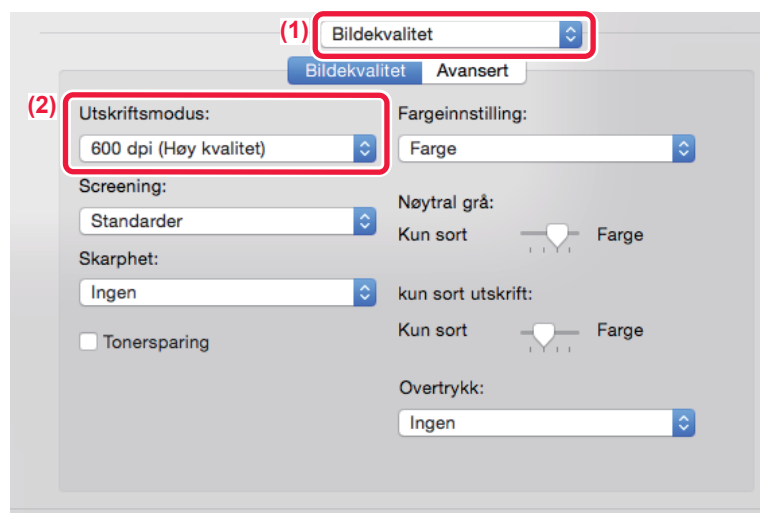 (1) Bildekvalitet
Bildekvalitet Avansert
(2) Utskriftsmodus:
600 dpi (Høy kvalitet)
Screening:
Standarder
Skarphet:
Ingen
Tonersparing
Fargeinnstilling:
Farge
Nøytral grå:
Kun sort Farge
kun sort utskrift:
Kun sort Farge
Overtrykk:
Ingen